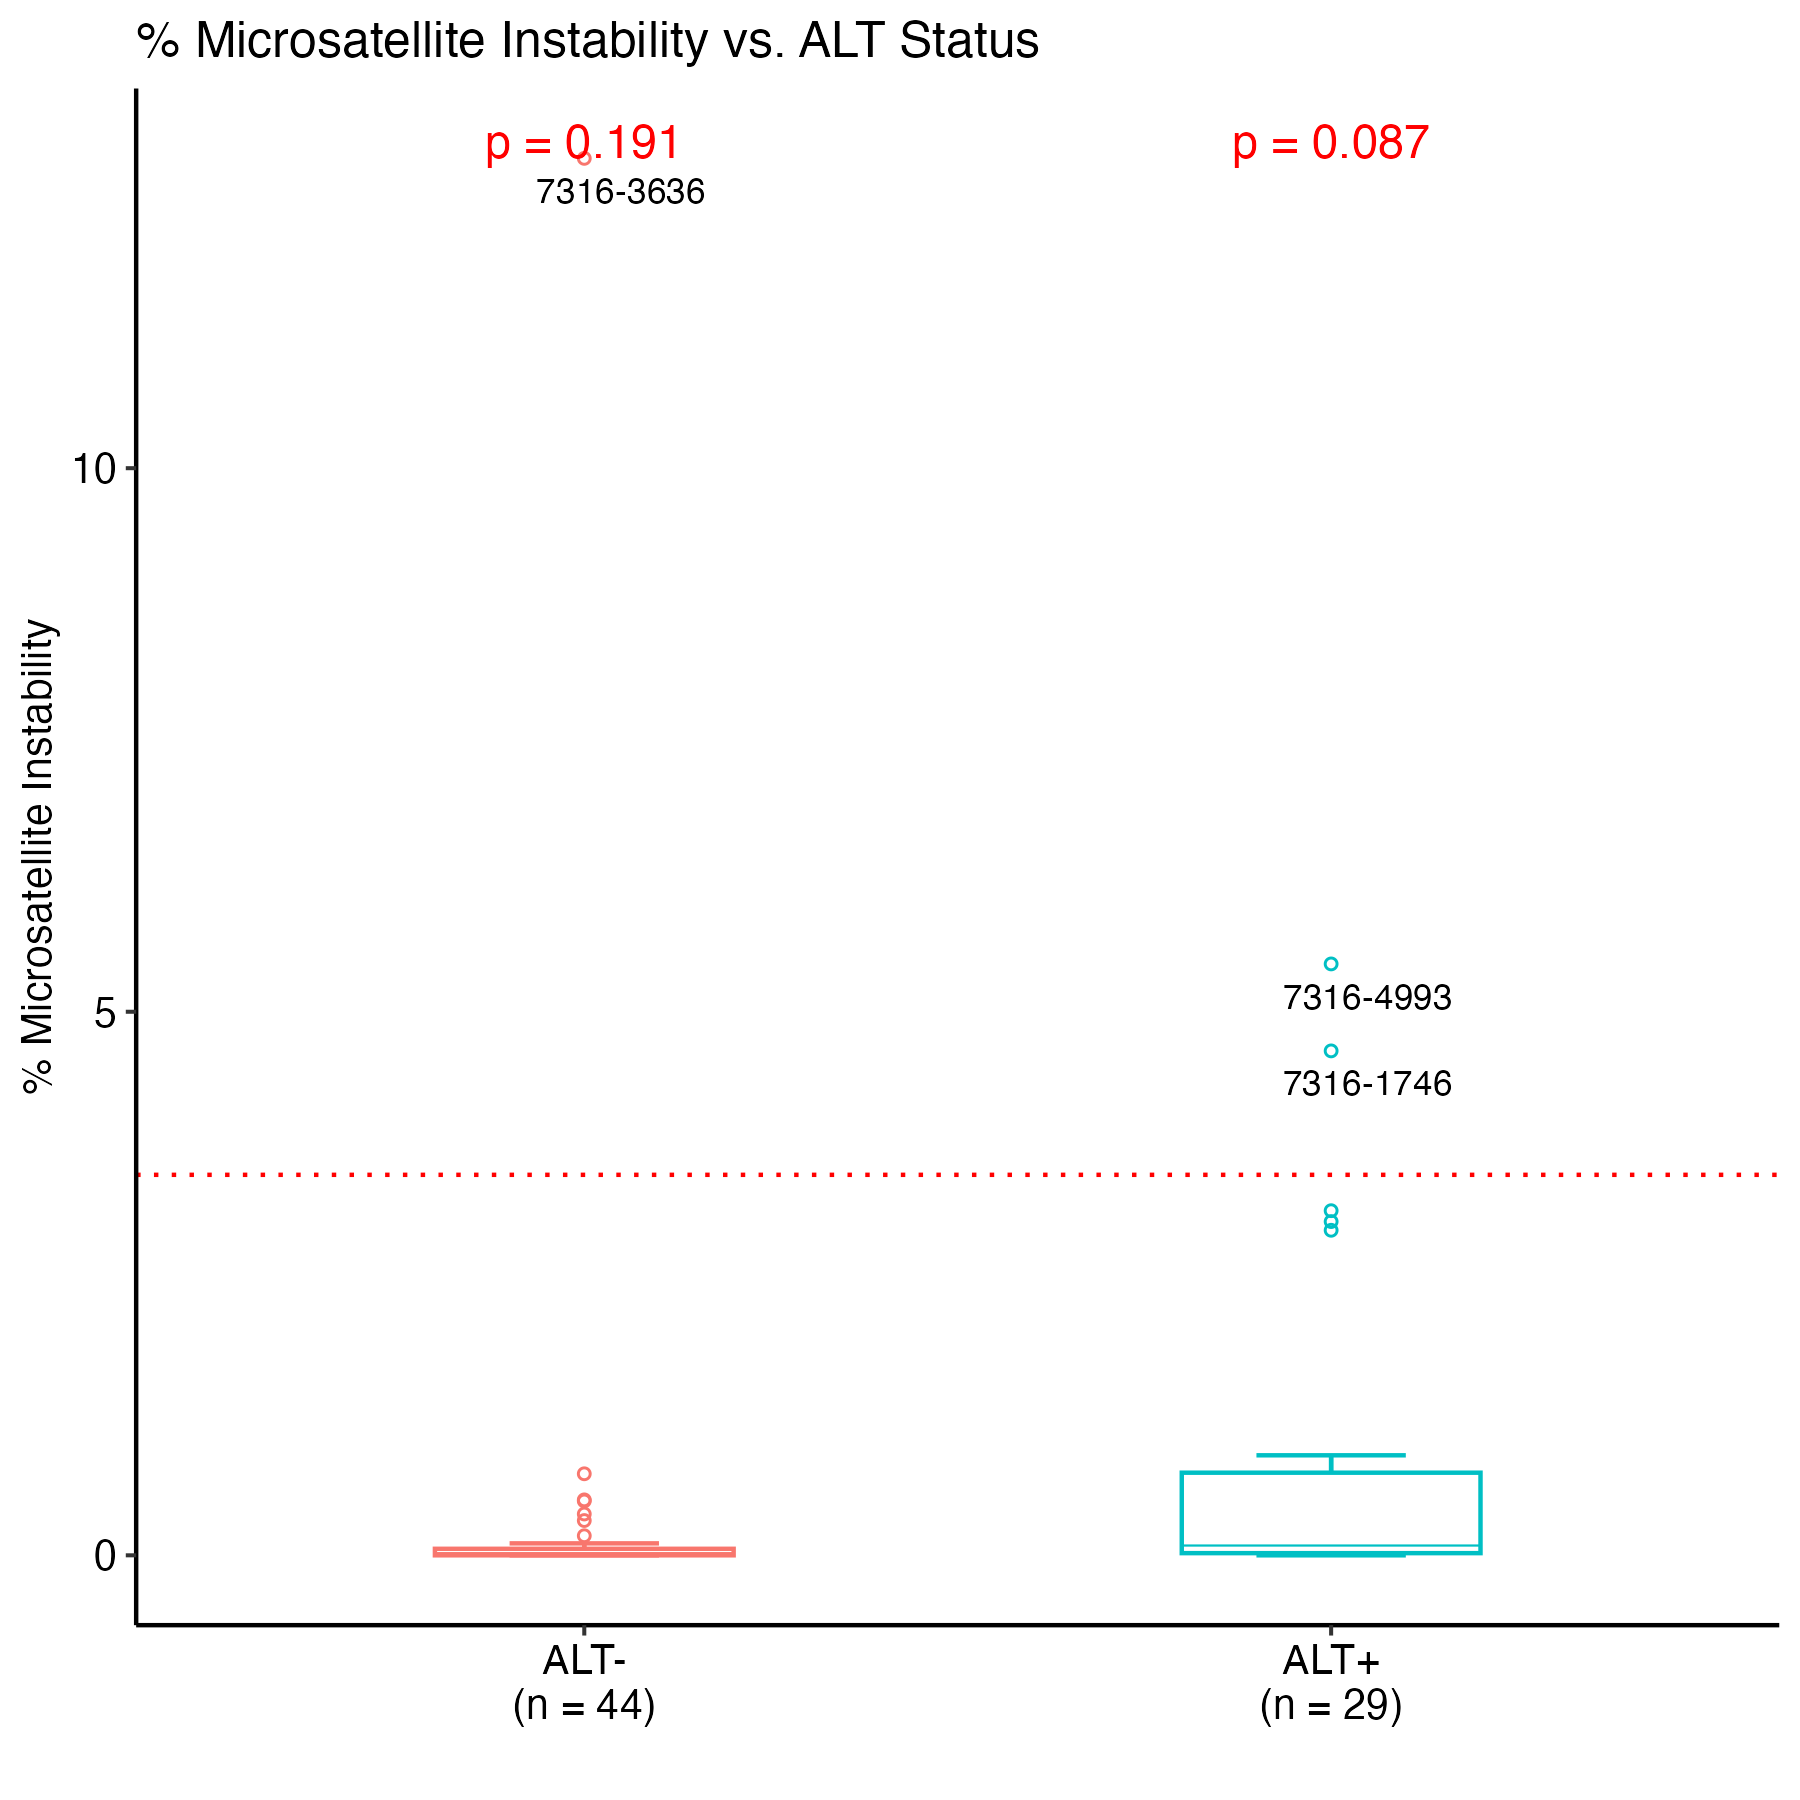 % Microsatellite Instability vs. ALT Status
p = 0.191
p = 0.087
7316-3636
10
% Microsatellite Instability
7316-4993
5
7316-1746
0
ALT-
(n = 44)
ALT+
(n = 29)